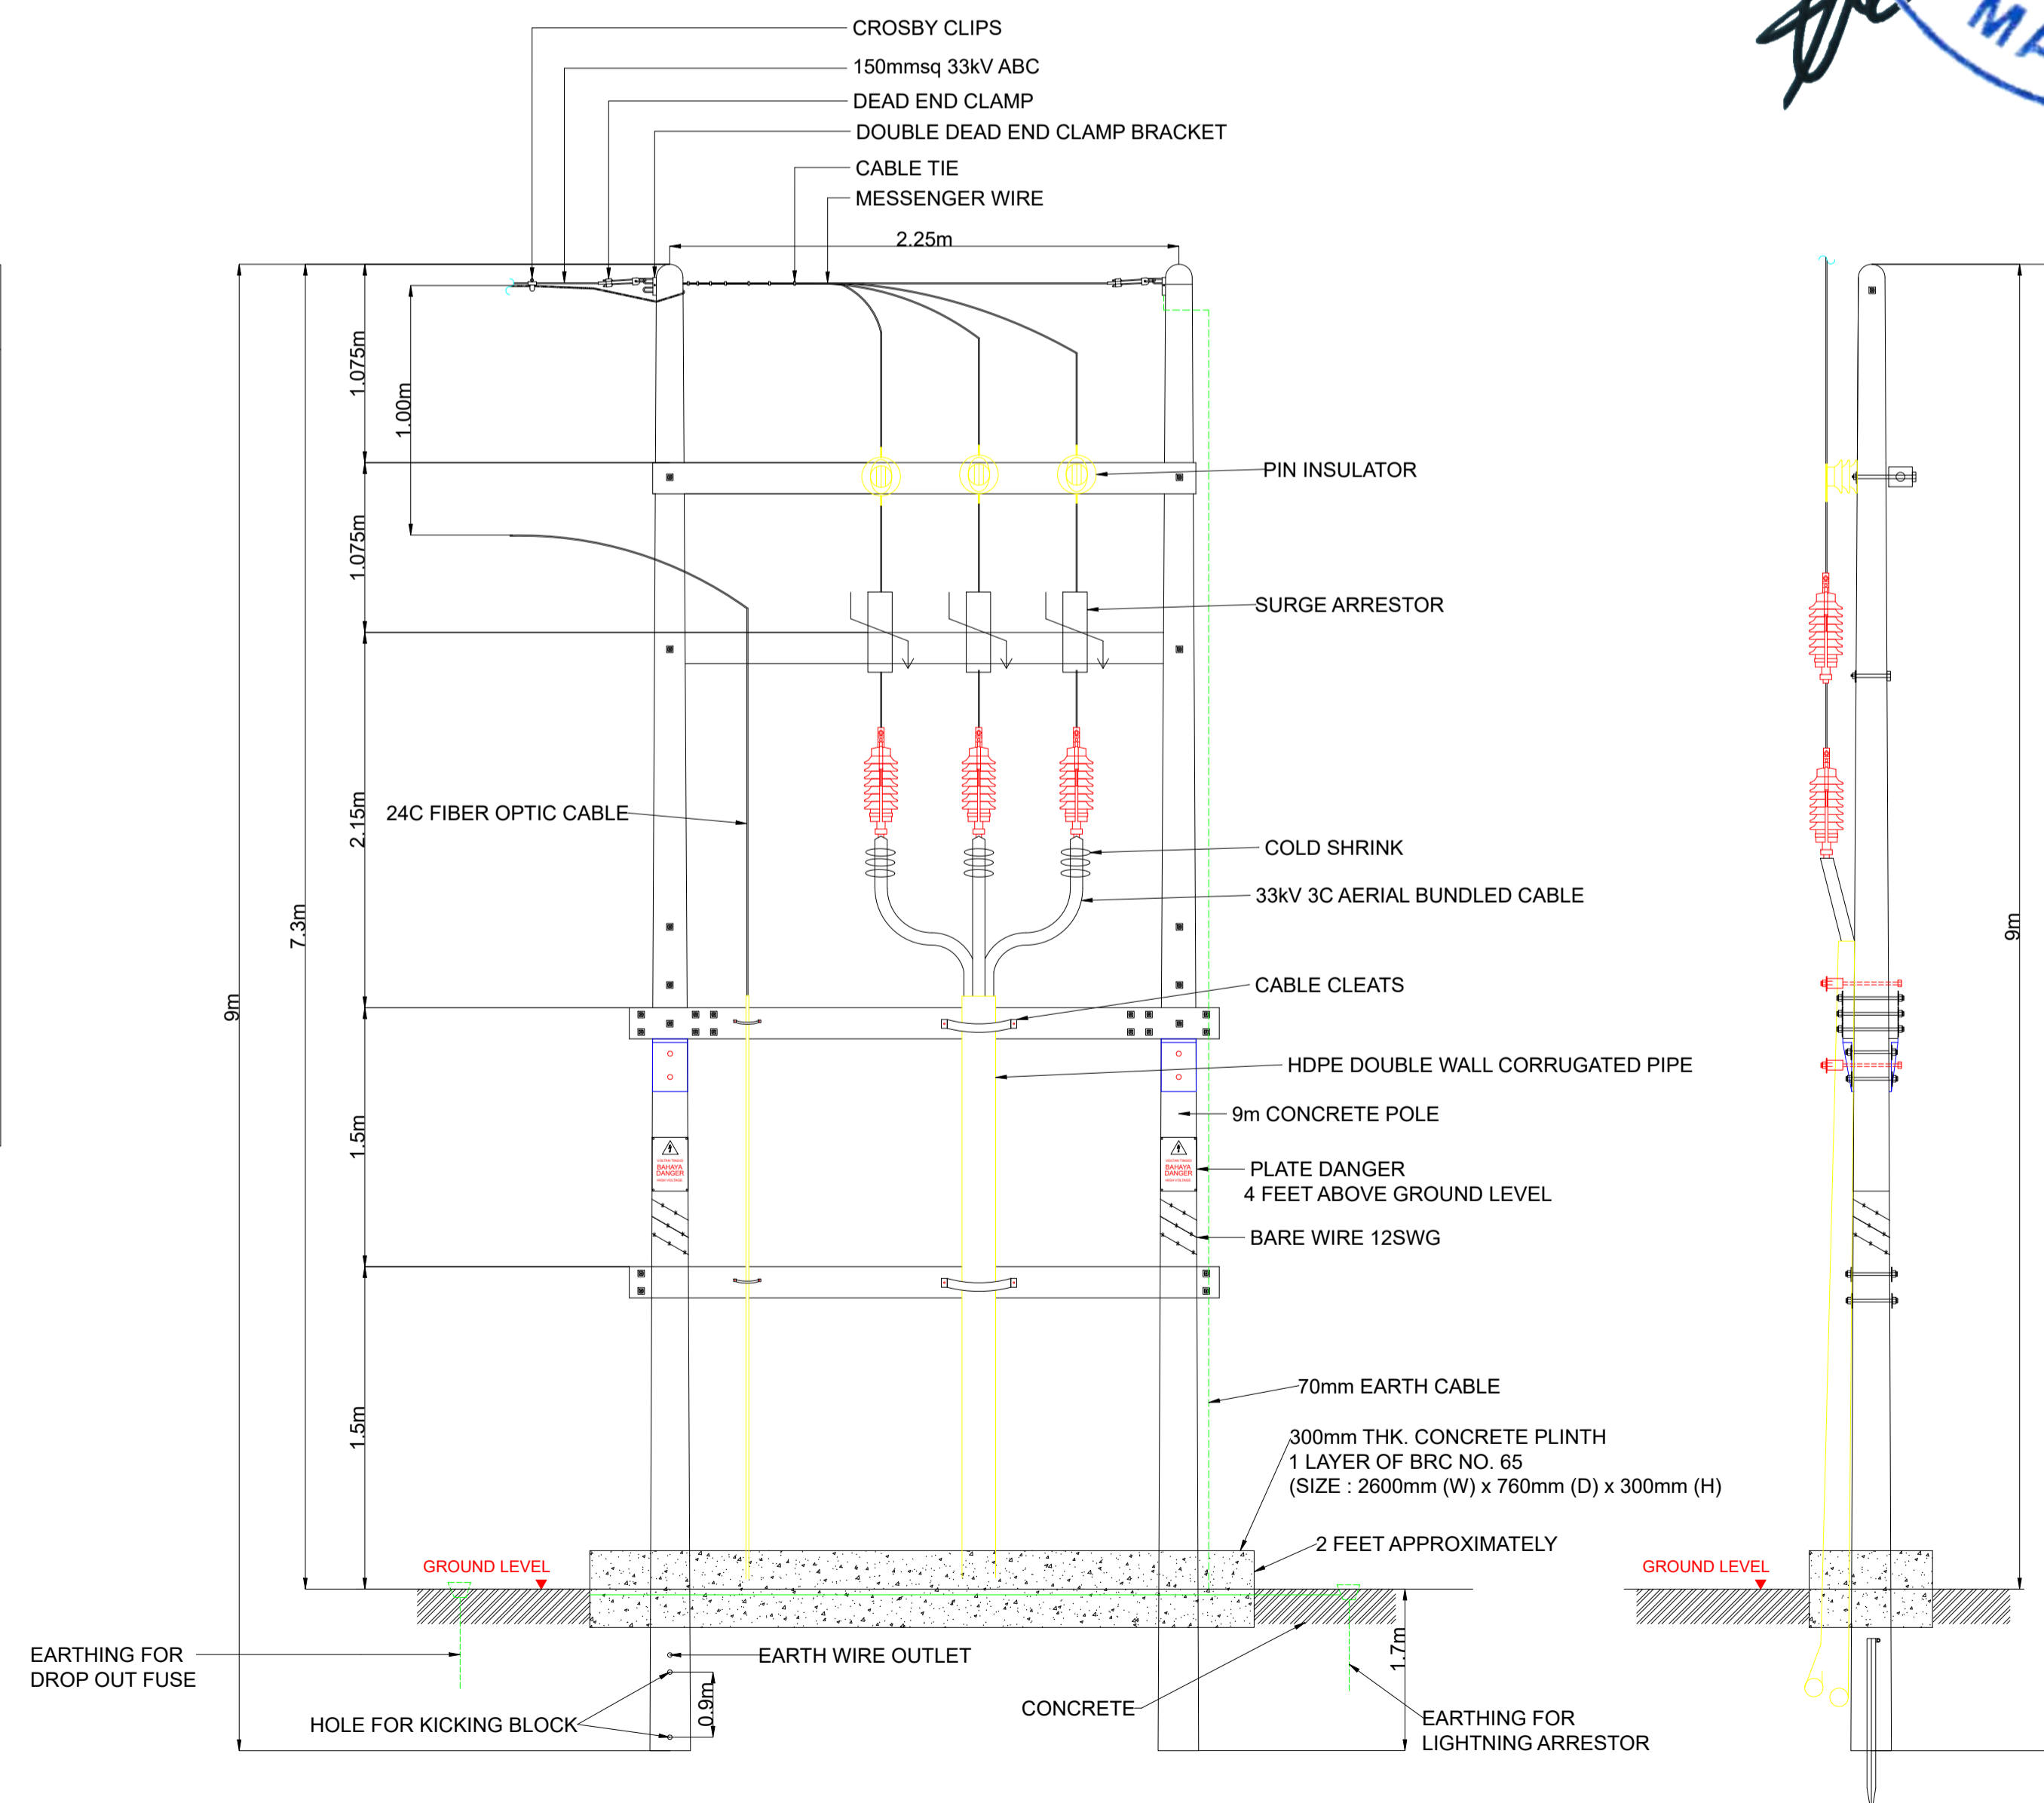 CROSBY CLIPS
150mmsq 33kV ABC
DEAD END CLAMP
DOUBLE DEAD END CLAMP BRACKET
CABLE TIE
MESSENGER WIRE
2.25m
1.075m
1.00m
PIN INSULATOR
1.075m
SURGE ARRESTOR
24C FIBER OPTIC CABLE
2.15m
COLD SHRINK
33kV 3C AERIAL BUNDLED CABLE
7.3m
9m
9m
CABLE CLEATS
HDPE DOUBLE WALL CORRUGATED PIPE
9m CONCRETE POLE
1.5m
BAHAYA
DANGER
BAHAYA
DANGER
PLATE DANGER
4 FEET ABOVE GROUND LEVEL
BARE WIRE 12SWG
1.5m
70mm EARTH CABLE
300mm THK. CONCRETE PLINTH
1 LAYER OF BRC NO. 65
(SIZE : 2600mm (W) x 760mm (D) x 300mm (H)
2 FEET APPROXIMATELY
GROUND LEVEL
GROUND LEVEL
EARTHING FOR
DROP OUT FUSE
EARTH WIRE OUTLET
1.7m
0.9m
HOLE FOR KICKING BLOCK
CONCRETE
EARTHING FOR
LIGHTNING ARRESTOR